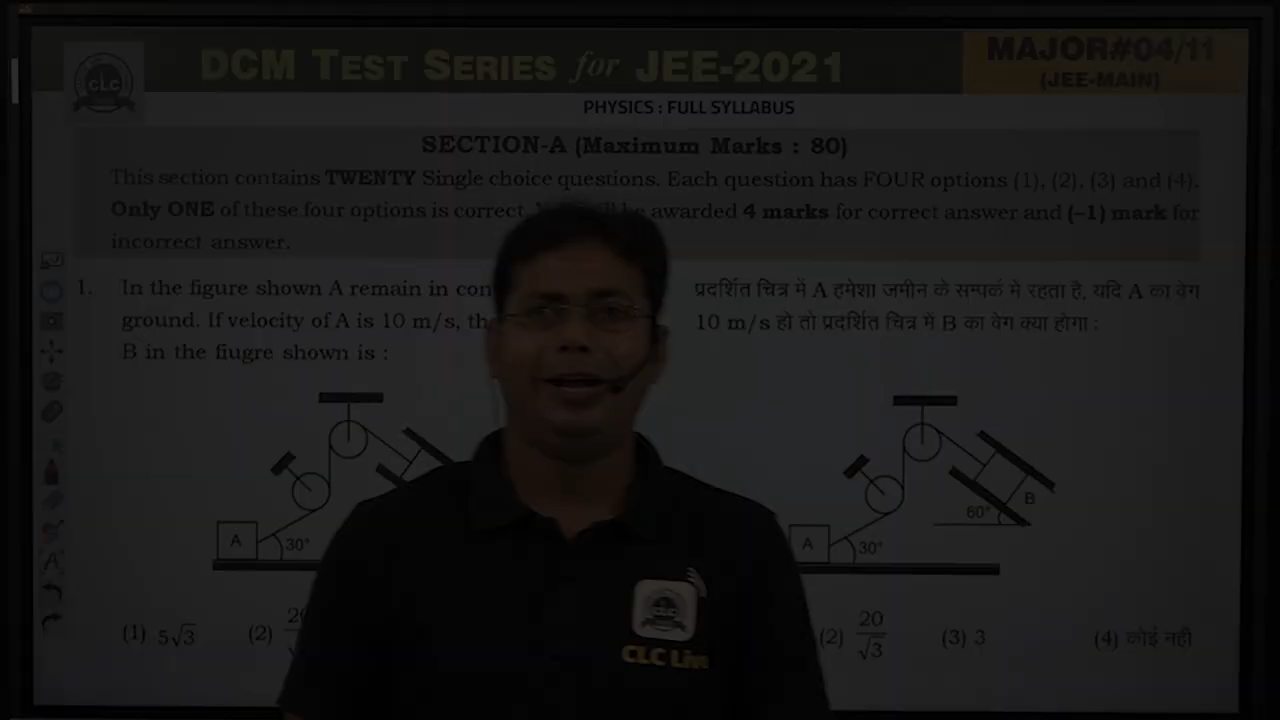 DCM TEST SERIES for JEE-2021
MAJOR#04/11
(JEE-MAIN)
CLC
PHYSICS : FULL SYLLABUS
SECTION-A (Maximum Marks : 80)
This section contains TWENTY Single choice questions. Each question has FOUR options (1), (2), (3) and (4).
Only ONE of these four options is correct. be awarded 4 marks for correct answer and (–1) mark for
incorrect answer.
1. In the figure shown A remain in con
ground. If velocity of A is 10 m/s, th
B in the fiugre shown is :
प्रदर्शित चित्र में A हमेशा जमीन के सम्पर्क मे रहता है, यदि A का वेग
10 m/s हो तो प्रदर्शित चित्र में B का वेग क्या होगा :
A 30°
A 30° 60° B
(1) 5√3 (2)
(2) 20/√3 (3) 3 (4) कोई नहीं
CLC
CLC Live